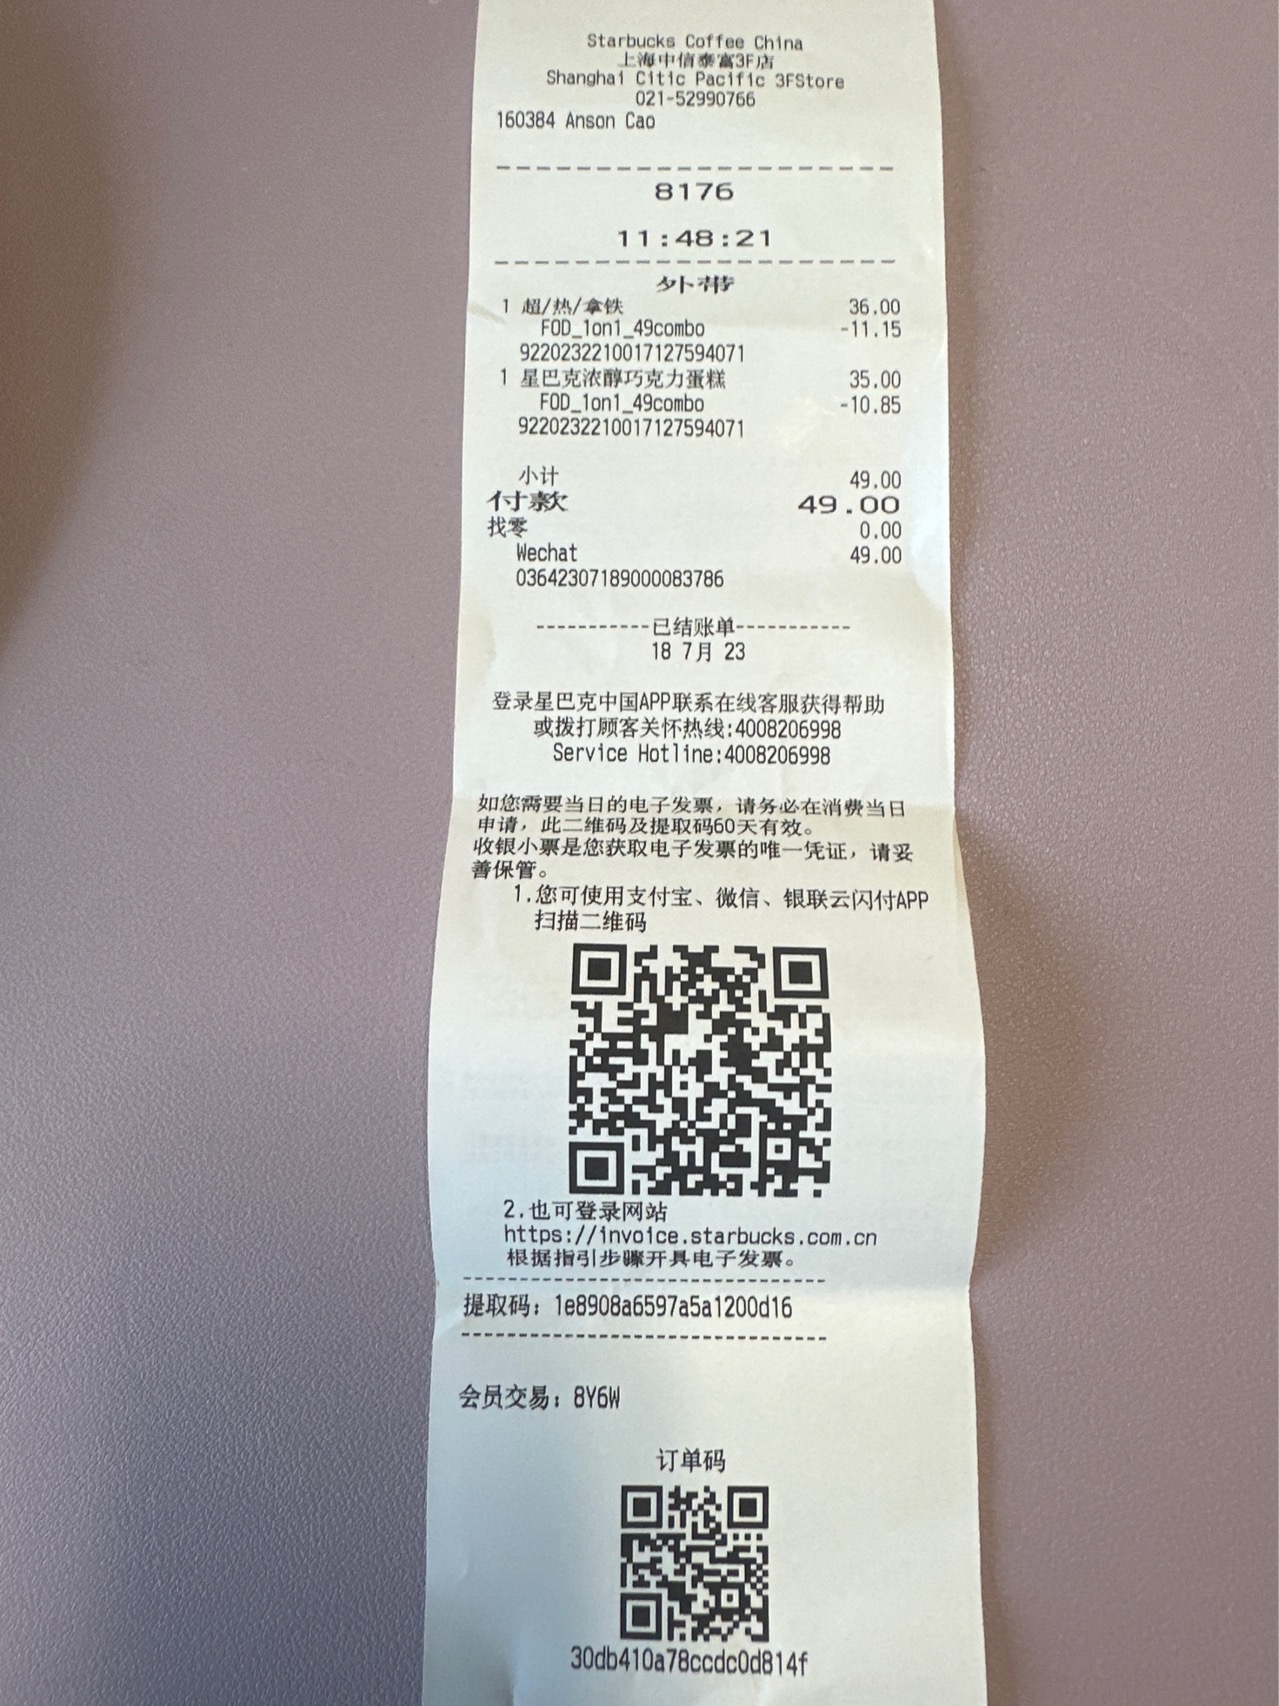 Starbucks Coffee China
上海中信泰富3F店
Shanghai Citic Pacific 3FStore
021-52990766
160384 Anson Cao
8176
11:48:21
外带
1 超/热/拿铁 36.00
FOD_1on1_49combo -11.15
9220232210017127594071
1 星巴克浓醇巧克力蛋糕 35.00
FOD_1on1_49combo -10.85
9220232210017127594071
小计 49.00
付款 49.00
找零 0.00
Wechat 49.00
03642307189000083786
-----------已结账单-----------
18 7月 23
登录星巴克中国APP联系在线客服获得帮助
或拨打顾客关怀热线:4008206998
Service Hotline:4008206998
如您需要当日的电子发票，请务必在消费当日
申请，此二维码及提取码60天有效。
收银小票是您获取电子发票的唯一凭证，请妥
善保管。
1.您可使用支付宝、微信、银联云闪付APP
扫描二维码
2.也可登录网站
https://invoice.starbucks.com.cn
根据指引步骤开具电子发票。
提取码: 1e8908a6597a5a1200d16
会员交易: 8Y6W
订单码
30db410a78ccdc0d814f